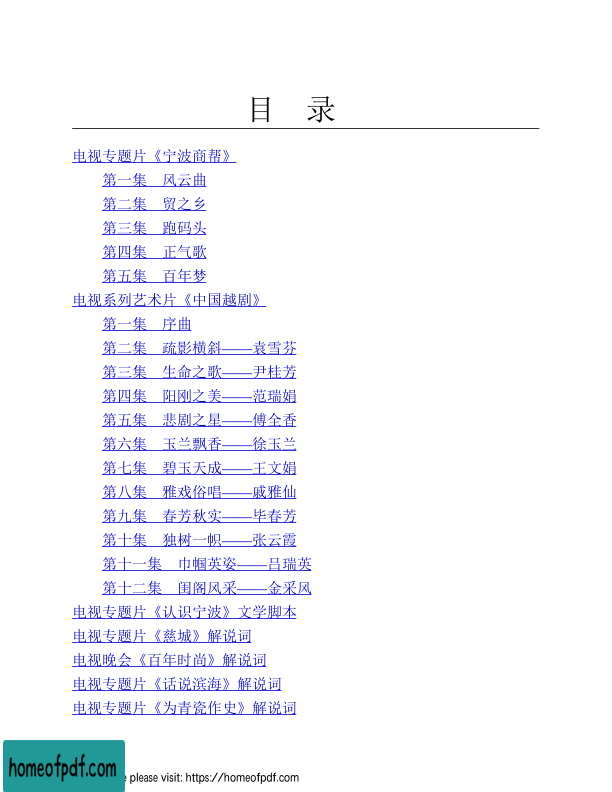 目 录
电视专题片《宁波商帮》
第一集 风云曲
第二集 贸之乡
第三集 跑码头
第四集 正气歌
第五集 百年梦
电视系列艺术片《中国越剧》
第一集 序曲
第二集 疏影横斜——袁雪芬
第三集 生命之歌——尹桂芳
第四集 阳刚之美——范瑞娟
第五集 悲剧之星——傅全香
第六集 玉兰飘香——徐玉兰
第七集 碧玉天成——王文娟
第八集 雅戏俗唱——戚雅仙
第九集 春芳秋实——毕春芳
第十集 独树一帜——张云霞
第十一集 巾帼英姿——吕瑞英
第十二集 闺阁风采——金采风
电视专题片《认识宁波》文学脚本
电视专题片《慈城》解说词
电视晚会《百年时尚》解说词
电视专题片《话说滨海》解说词
电视专题片《为青瓷作史》解说词
homeofpdf.com
please visit: https://homeofpdf.com